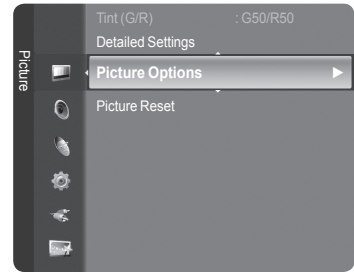 Picture
Tint (G/R) : G50/R50
Detailed Settings
Picture Options
Picture Reset